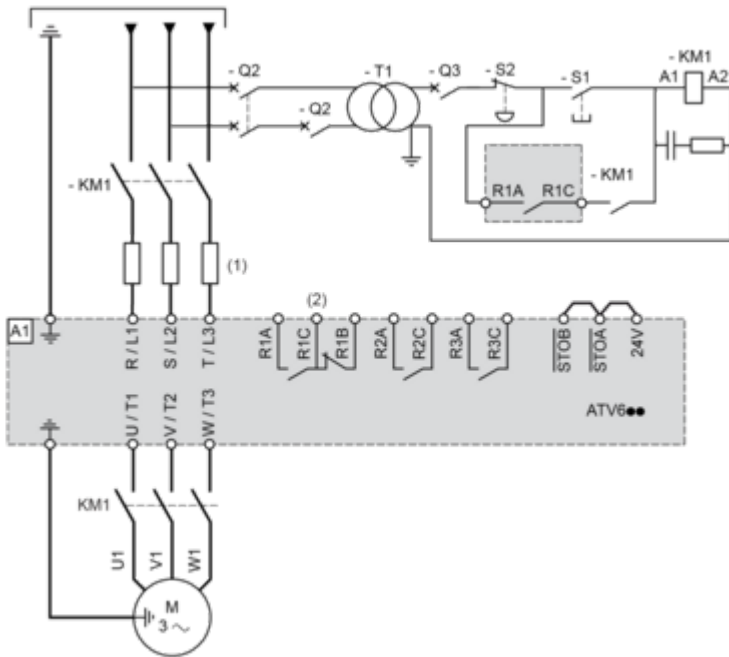 - Q2
- T1
- Q3
- S2
- S1
- KM1
A1
A2
- Q2
R1A
R1C
- KM1
- KM1
(1)
(2)
A1
R / L1
S / L2
T / L3
R1A
R1C
R1B
R2A
R2C
R3A
R3C
STOB
STOA
24V
U / T1
V / T2
W / T3
ATV6●●
KM1
U1
V1
W1
M
3 ~